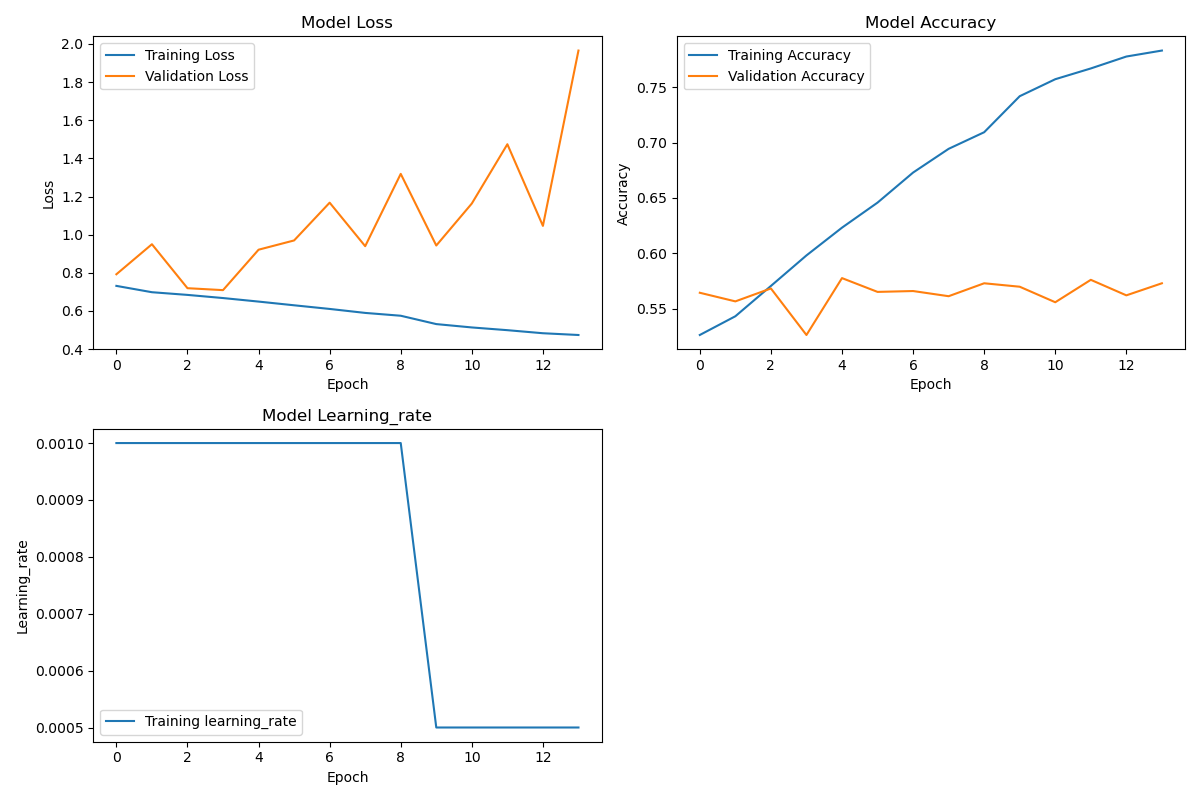 Model Loss
Training Loss
Validation Loss
2.0
1.8
1.6
1.4
1.2
1.0
0.8
0.6
0.4
Loss
0 2 4 6 8 10 12
Epoch
Model Accuracy
Training Accuracy
Validation Accuracy
0.75
0.70
0.65
0.60
0.55
Accuracy
0 2 4 6 8 10 12
Epoch
Model Learning_rate
0.0010
0.0009
0.0008
0.0007
0.0006
0.0005
Learning_rate
Training learning_rate
0 2 4 6 8 10 12
Epoch